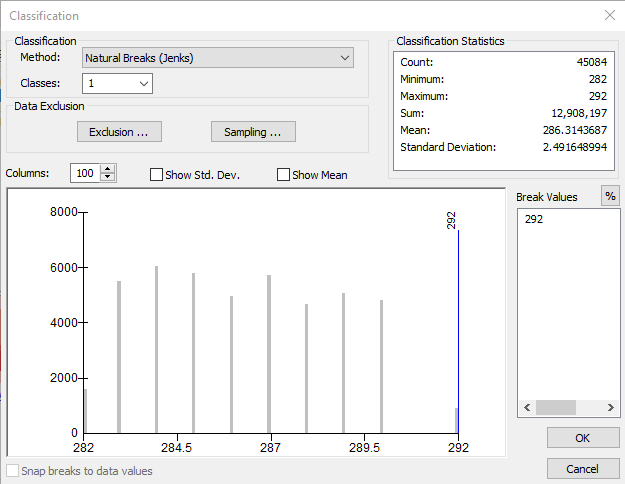 Classification
Classification
Method: Natural Breaks (Jenks)
Classes: 1
Data Exclusion
Exclusion ... Sampling ...
Classification Statistics
Count: 45084
Minimum: 282
Maximum: 292
Sum: 12,908,197
Mean: 286.3143687
Standard Deviation: 2.491648994
Columns: 100 Show Std. Dev. Show Mean
Break Values %
292
8000
6000
4000
2000
0
292
282 284.5 287 289.5 292
Snap breaks to data values
OK
Cancel